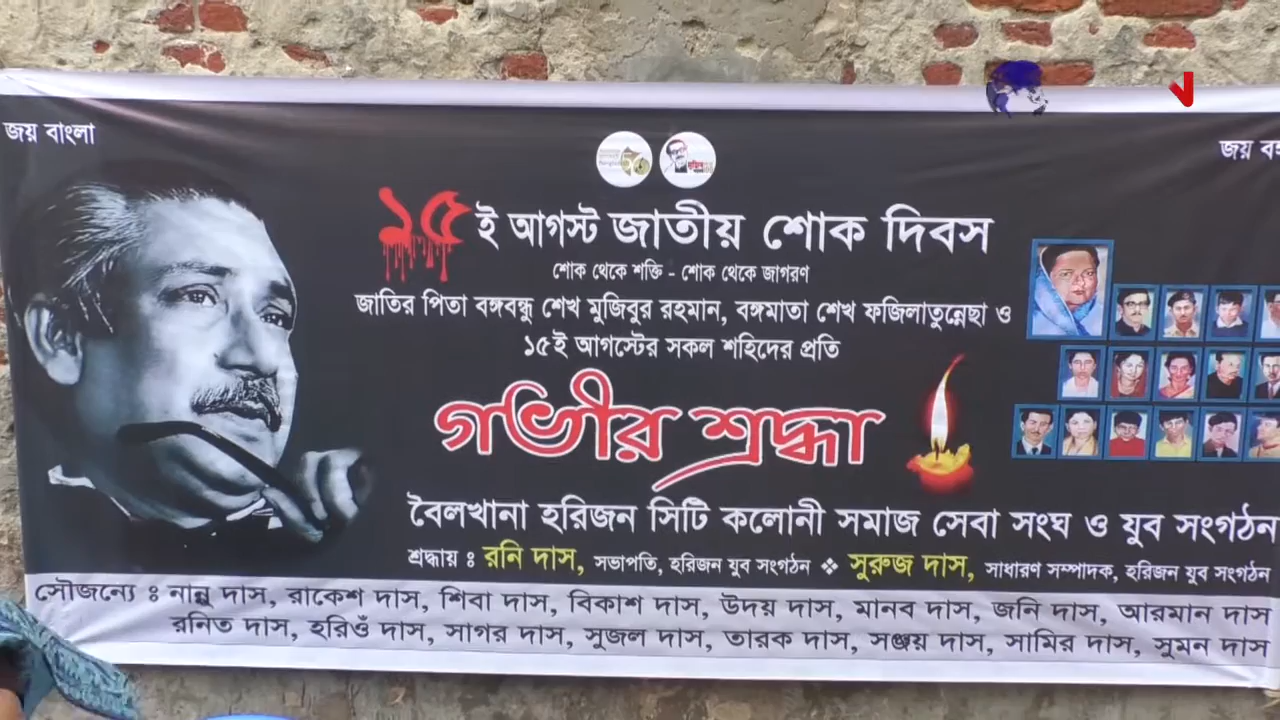 জয় বাংলা
জয় বঙ্গ
১৫ই আগস্ট জাতীয় শোক দিবস
শোক থেকে শক্তি - শোক থেকে জাগরণ
জাতির পিতা বঙ্গবন্ধু শেখ মুজিবুর রহমান, বঙ্গমাতা শেখ ফজিলাতুন্নেছা ও
১৫ই আগস্টের সকল শহিদের প্রতি
গভীর শ্রদ্ধা
বৈলখানা হরিজন সিটি কলোনী সমাজ সেবা সংঘ ও যুব সংগঠন
শ্রদ্ধায় ঃ রনি দাস, সভাপতি, হরিজন যুব সংগঠন ❖ সুরুজ দাস, সাধারণ সম্পাদক, হরিজন যুব সংগঠন
সৌজন্যে ঃ নান্নু দাস, রাকেশ দাস, শিবা দাস, বিকাশ দাস, উদয় দাস, মানব দাস, জনি দাস, আরমান দাস
রনিত দাস, হরিওঁ দাস, সাগর দাস, সুজল দাস, তারক দাস, সঞ্জয় দাস, সামির দাস, সুমন দাস